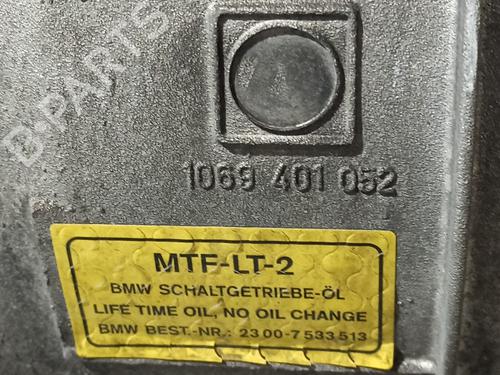 B-PARTS
1069 401 052
MTF-LT-2
BMW SCHALTGETRIEBE-ÖL
LIFE TIME OIL, NO OIL CHANGE
BMW BEST.-NR.: 23 00-7 533 513